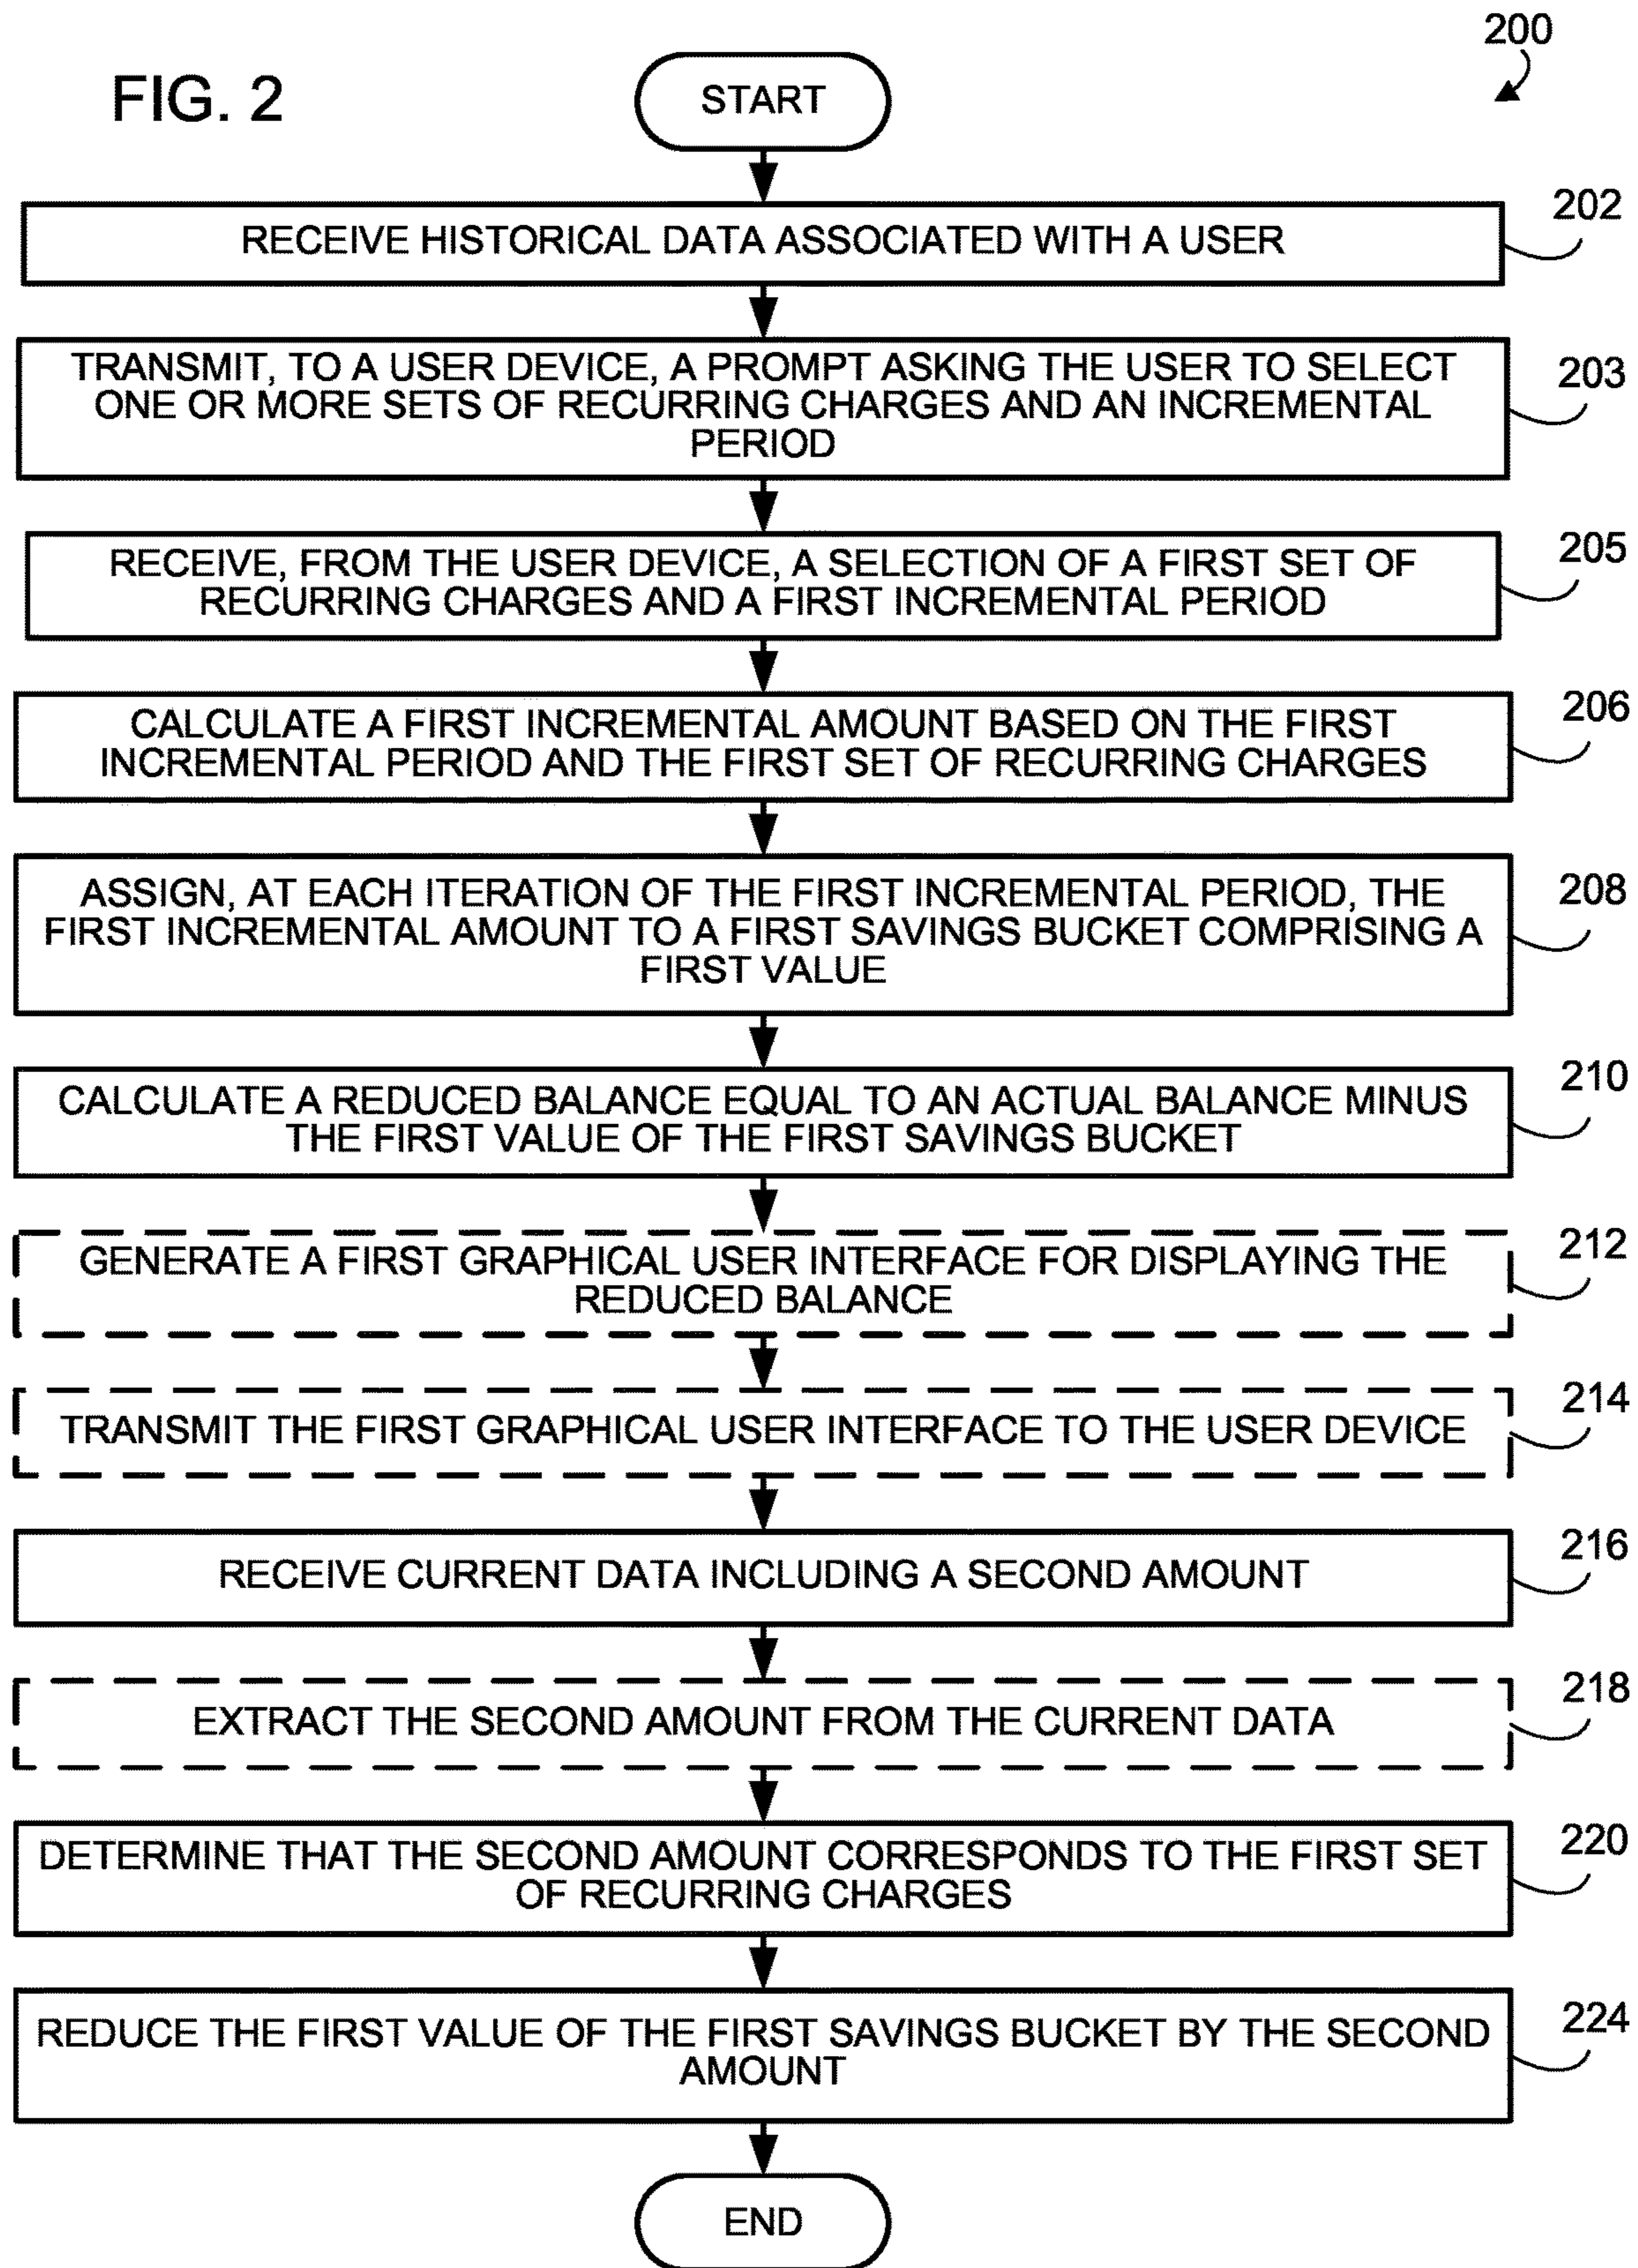 200
FIG. 2
START
RECEIVE HISTORICAL DATA ASSOCIATED WITH A USER
202
TRANSMIT, TO A USER DEVICE, A PROMPT ASKING THE USER TO SELECT
ONE OR MORE SETS OF RECURRING CHARGES AND AN INCREMENTAL
PERIOD
203
RECEIVE, FROM THE USER DEVICE, A SELECTION OF A FIRST SET OF
RECURRING CHARGES AND A FIRST INCREMENTAL PERIOD
205
CALCULATE A FIRST INCREMENTAL AMOUNT BASED ON THE FIRST
INCREMENTAL PERIOD AND THE FIRST SET OF RECURRING CHARGES
206
ASSIGN, AT EACH ITERATION OF THE FIRST INCREMENTAL PERIOD, THE
FIRST INCREMENTAL AMOUNT TO A FIRST SAVINGS BUCKET COMPRISING A
FIRST VALUE
208
CALCULATE A REDUCED BALANCE EQUAL TO AN ACTUAL BALANCE MINUS
THE FIRST VALUE OF THE FIRST SAVINGS BUCKET
210
GENERATE A FIRST GRAPHICAL USER INTERFACE FOR DISPLAYING THE
REDUCED BALANCE
212
TRANSMIT THE FIRST GRAPHICAL USER INTERFACE TO THE USER DEVICE
214
RECEIVE CURRENT DATA INCLUDING A SECOND AMOUNT
216
EXTRACT THE SECOND AMOUNT FROM THE CURRENT DATA
218
DETERMINE THAT THE SECOND AMOUNT CORRESPONDS TO THE FIRST SET
OF RECURRING CHARGES
220
REDUCE THE FIRST VALUE OF THE FIRST SAVINGS BUCKET BY THE SECOND
AMOUNT
224
END